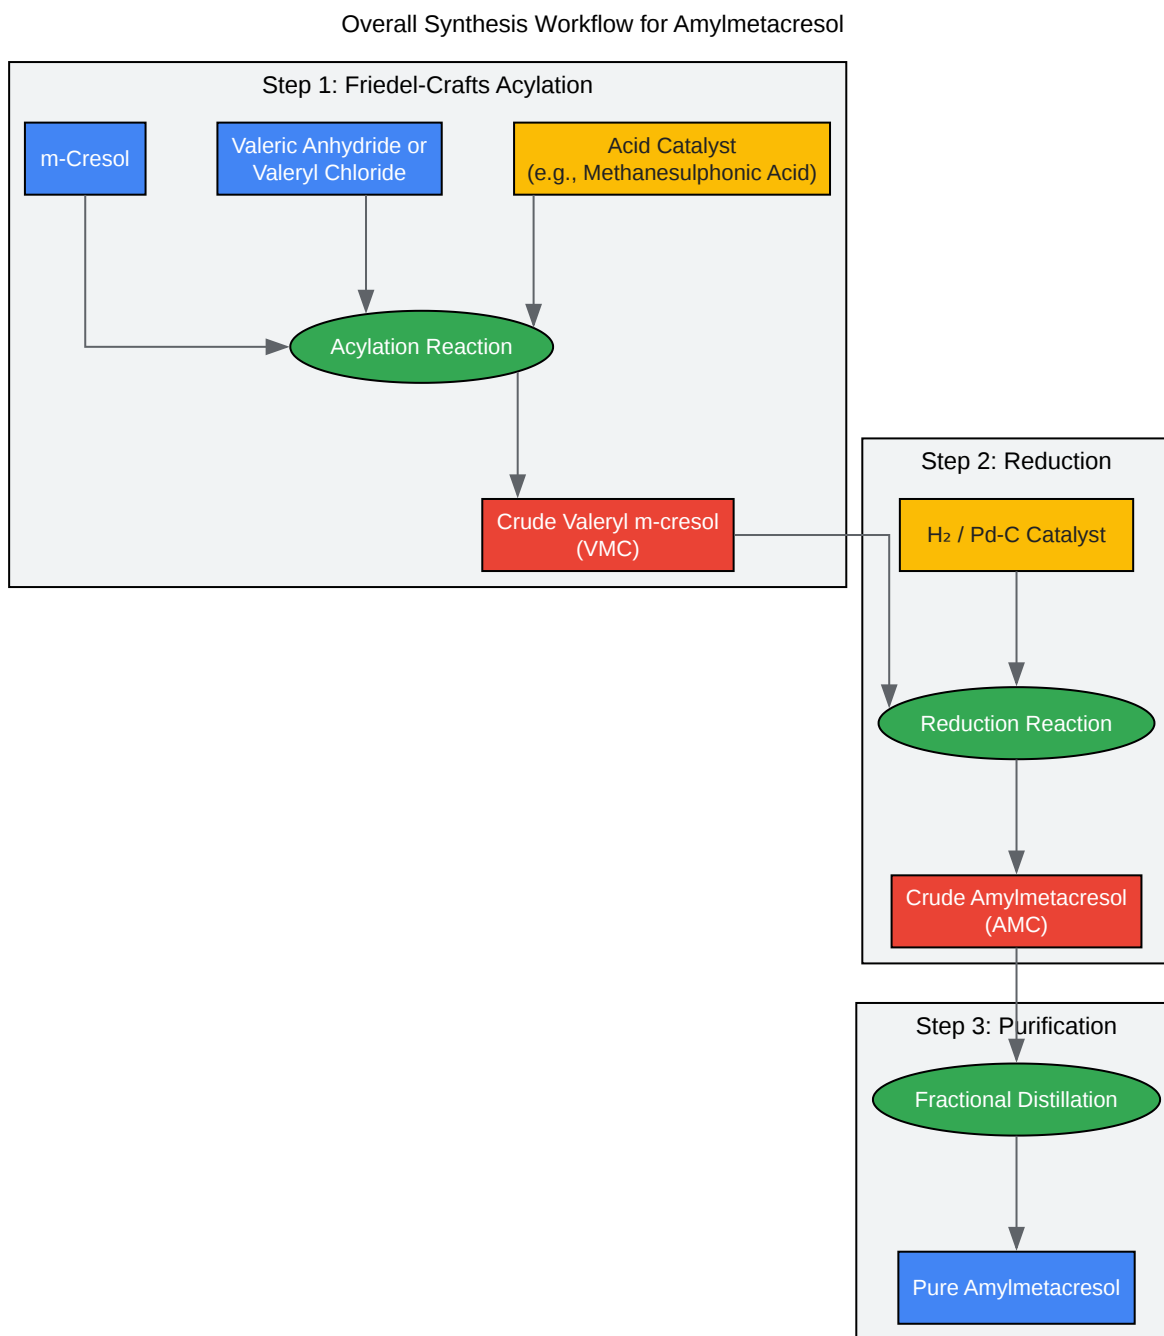 Overall Synthesis Workflow for Amylmetacresol
Step 1: Friedel-Crafts Acylation
m-Cresol
Valeric Anhydride or
Valeryl Chloride
Acid Catalyst
(e.g., Methanesulphonic Acid)
Acylation Reaction
Crude Valeryl m-cresol
(VMC)
Step 2: Reduction
H₂ / Pd-C Catalyst
Reduction Reaction
Crude Amylmetacresol
(AMC)
Step 3: Purification
Fractional Distillation
Pure Amylmetacresol